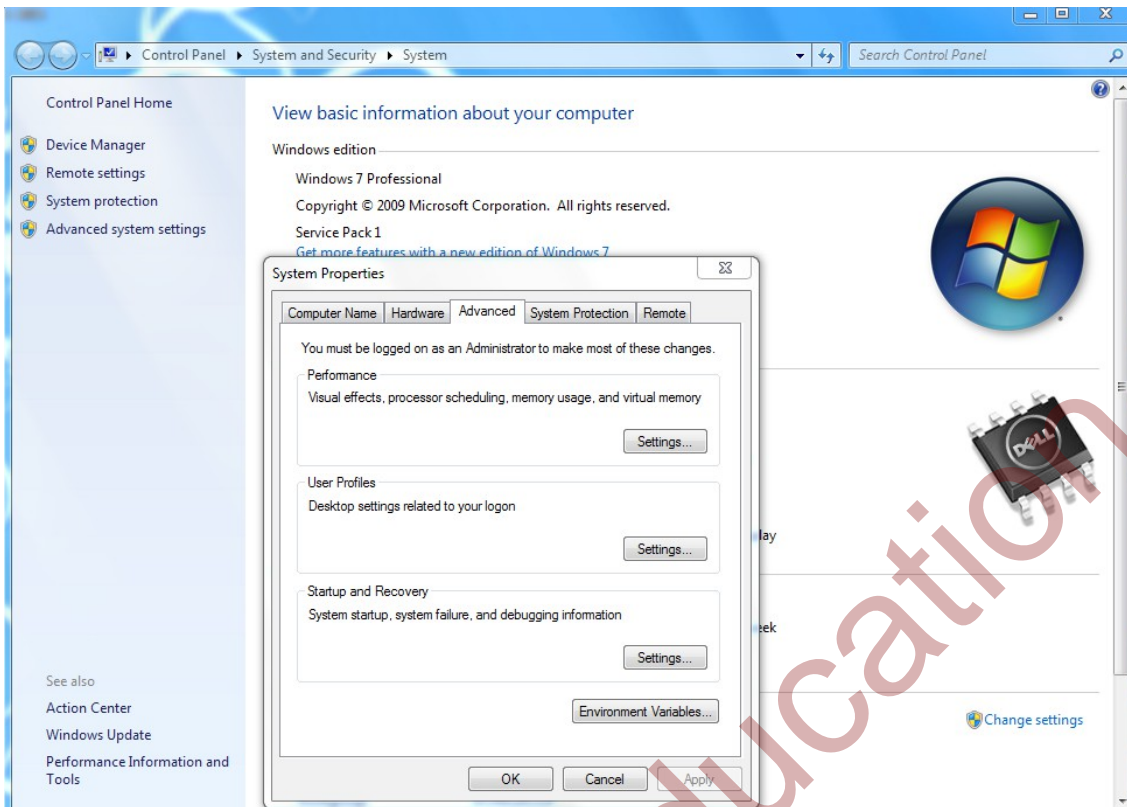 Control Panel
System and Security
System
Search Control Panel
Control Panel Home
Device Manager
Remote settings
System protection
Advanced system settings
View basic information about your computer
Windows edition
Windows 7 Professional
Copyright © 2009 Microsoft Corporation. All rights reserved.
Service Pack 1
Get more features with a new edition of Windows 7
System Properties
Computer Name
Hardware
Advanced
System Protection
Remote
You must be logged on as an Administrator to make most of these changes.
Performance
Visual effects, processor scheduling, memory usage, and virtual memory
Settings...
User Profiles
Desktop settings related to your logon
Settings...
Startup and Recovery
System startup, system failure, and debugging information
Settings...
Environment Variables...
OK
Cancel
Apply
DELL
lay
eek
Change settings
See also
Action Center
Windows Update
Performance Information and
Tools
ducation